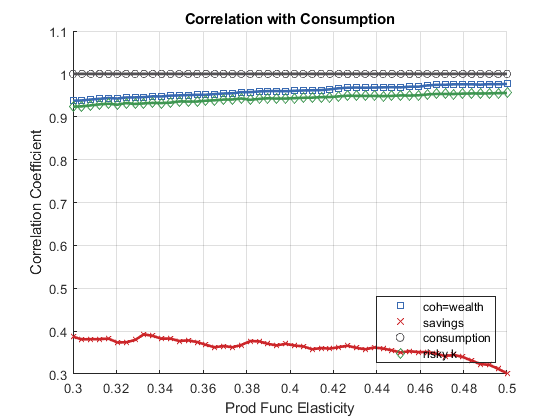 Correlation with Consumption
Correlation Coefficient
1.1
1
0.9
0.8
0.7
0.6
0.5
0.4
0.3
coh=wealth
savings
consumption
risky k
0.3 0.32 0.34 0.36 0.38 0.4 0.42 0.44 0.46 0.48 0.5
Prod Func Elasticity